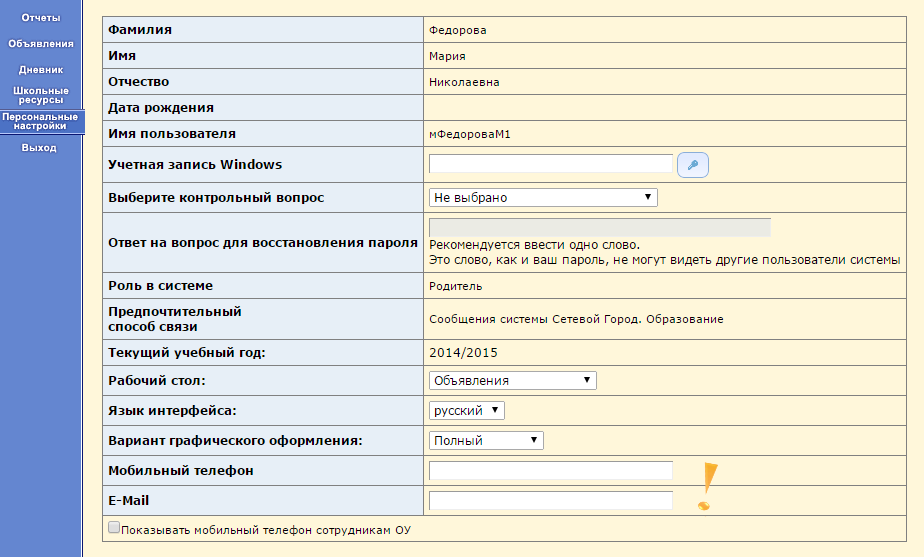 Отчеты
Объявления
Дневник
Школьные
ресурсы
Персональные
настройки
Выход
Фамилия Федорова
Имя Мария
Отчество Николаевна
Дата рождения
Имя пользователя мФедороваМ1
Учетная запись Windows
Выберите контрольный вопрос Не выбрано
Ответ на вопрос для восстановления пароля
Рекомендуется ввести одно слово.
Это слово, как и ваш пароль, не могут видеть другие пользователи системы
Роль в системе Родитель
Предпочтительный
способ связи Сообщения системы Сетевой Город. Образование
Текущий учебный год: 2014/2015
Рабочий стол: Объявления
Язык интерфейса: русский
Вариант графического оформления: Полный
Мобильный телефон
E-Mail
Показывать мобильный телефон сотрудникам ОУ